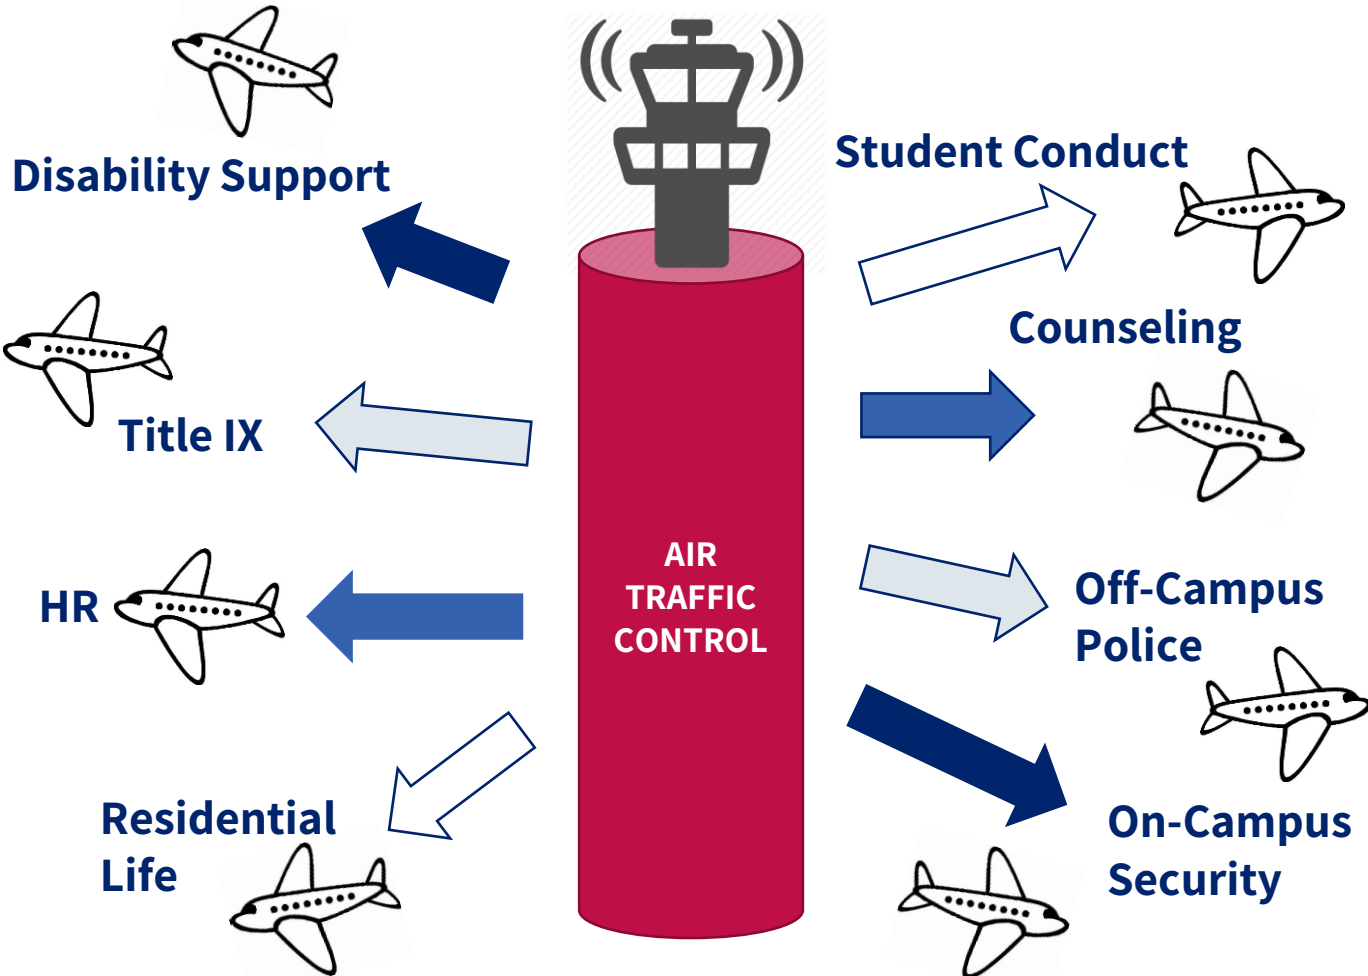 Disability Support
Title IX
HR
Residential
Life
AIR
TRAFFIC
CONTROL
Student Conduct
Counseling
Off-Campus
Police
On-Campus
Security